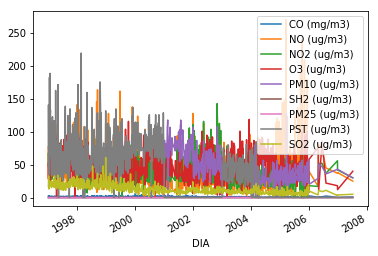 CO (mg/m3)
NO (ug/m3)
NO2 (ug/m3)
O3 (ug/m3)
PM10 (ug/m3)
SH2 (ug/m3)
PM25 (ug/m3)
PST (ug/m3)
SO2 (ug/m3)
250
200
150
100
50
0
1998 2000 2002 2004 2006 2008
DIA